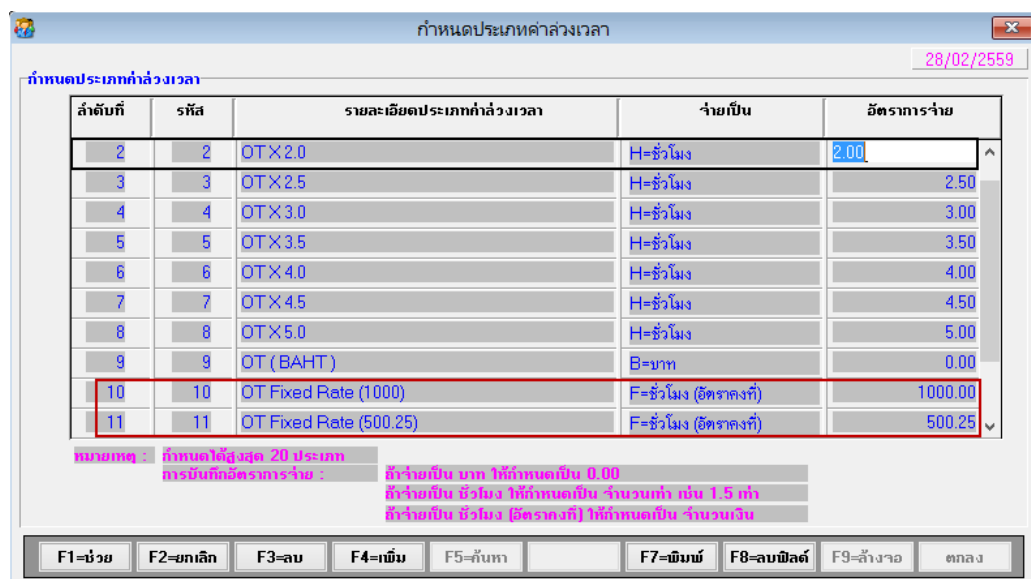 กำหนดประเภทค่าล่วงเวลา
28/02/2559
กำหนดประเภทค่าล่วงเวลา
ลำดับที่ รหัส รายละเอียดประเภทค่าล่วงเวลา จ่ายเป็น อัตราการจ่าย
2 2 OT X 2.0 H=ชั่วโมง 2.00
3 3 OT X 2.5 H=ชั่วโมง 2.50
4 4 OT X 3.0 H=ชั่วโมง 3.00
5 5 OT X 3.5 H=ชั่วโมง 3.50
6 6 OT X 4.0 H=ชั่วโมง 4.00
7 7 OT X 4.5 H=ชั่วโมง 4.50
8 8 OT X 5.0 H=ชั่วโมง 5.00
9 9 OT ( BAHT ) B=บาท 0.00
10 10 OT Fixed Rate (1000) F=ชั่วโมง (อัตราคงที่) 1000.00
11 11 OT Fixed Rate (500.25) F=ชั่วโมง (อัตราคงที่) 500.25
หมายเหตุ : กำหนดได้สูงสุด 20 ประเภท
การบันทึกอัตราการจ่าย : ถ้าจ่ายเป็น บาท ให้กำหนดเป็น 0.00
ถ้าจ่ายเป็น ชั่วโมง ให้กำหนดเป็น จำนวนเท่า เช่น 1.5 เท่า
ถ้าจ่ายเป็น ชั่วโมง (อัตราคงที่) ให้กำหนดเป็น จำนวนเงิน
F1=ช่วย F2=ยกเลิก F3=ลบ F4=เพิ่ม F5=ค้นหา F7=พิมพ์ F8=ลบฟิลด์ F9=ล้างจอ ตกลง